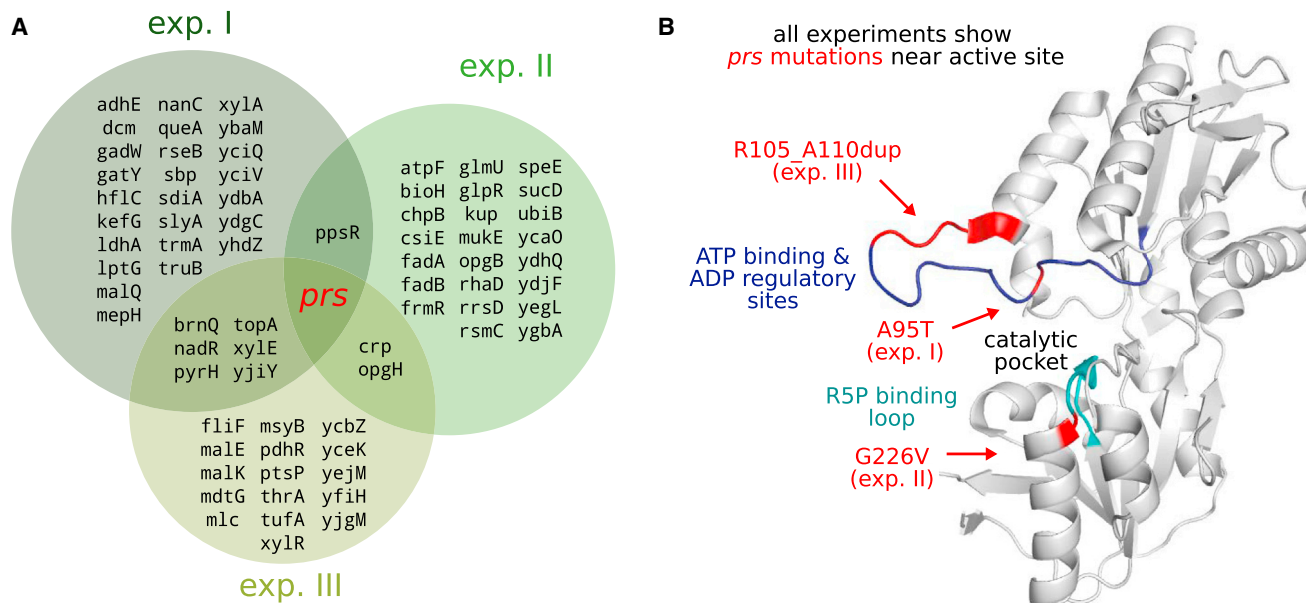 A
exp. I
exp. II
adhE nanC xylA
dcm queA ybaM
gadW rseB yciQ
gatY sbp yciV
hflC sdiA ydbA
kefG slyA ydgC
ldhA trmA yhdZ
lptG truB
malQ
mepH
ppsR
atpF glmU speE
bioH glpR sucD
chpB kup ubiB
csiE mukE ycaO
fadA opgB ydhQ
fadB rhaD ydjF
frmR rrsD yegL
rsmC ygbA
prs
brnQ topA
nadR xylE
pyrH yjiY
crp
opgH
fliF msyB ycbZ
malE pdhR yceK
malK ptsP yejM
mdtG thrA yfiH
mlc tufA yjgM
xylR
exp. III
B
all experiments show
prs mutations near active site
R105_A110dup
(exp. III)
ATP binding &
ADP regulatory
sites
A95T
(exp. I)
catalytic
pocket
R5P binding
loop
G226V
(exp. II)